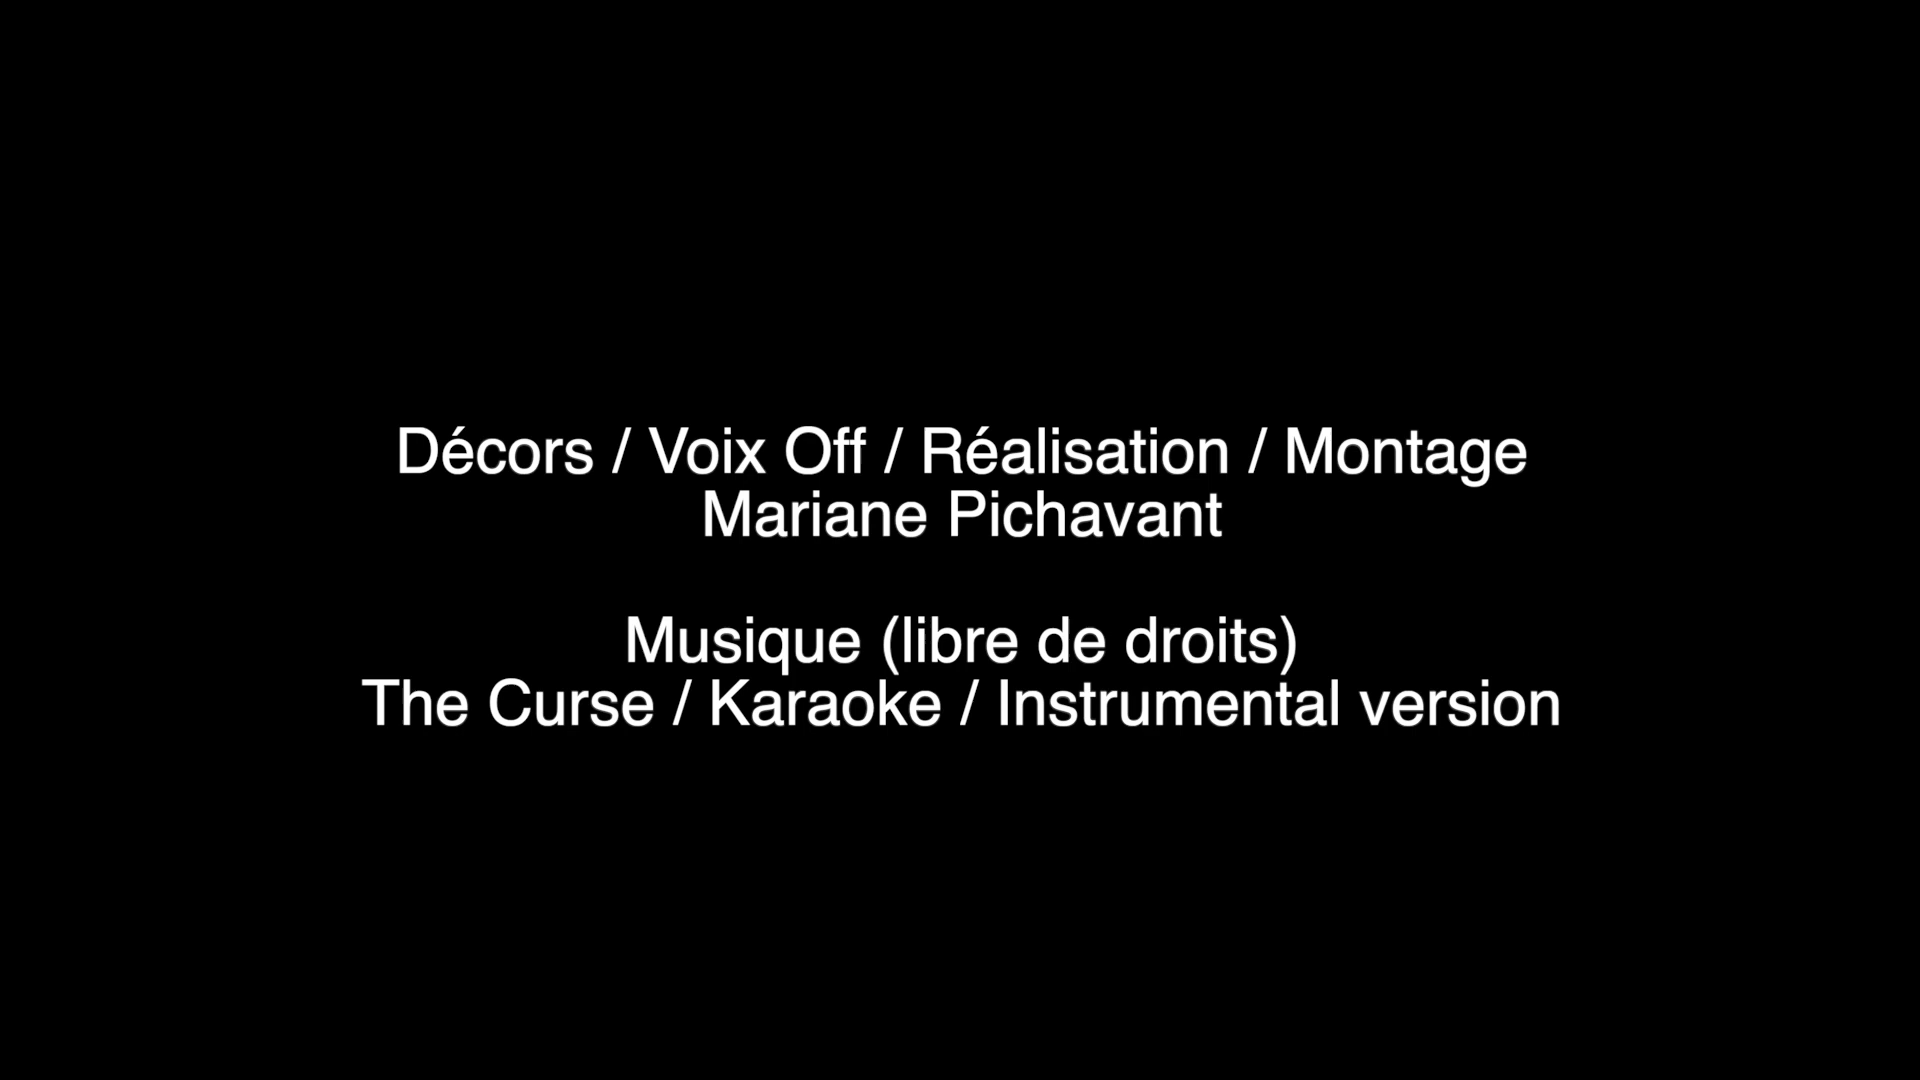 Décors / Voix Off / Réalisation / Montage
Mariane Pichavant
Musique (libre de droits)
The Curse / Karaoke / Instrumental version